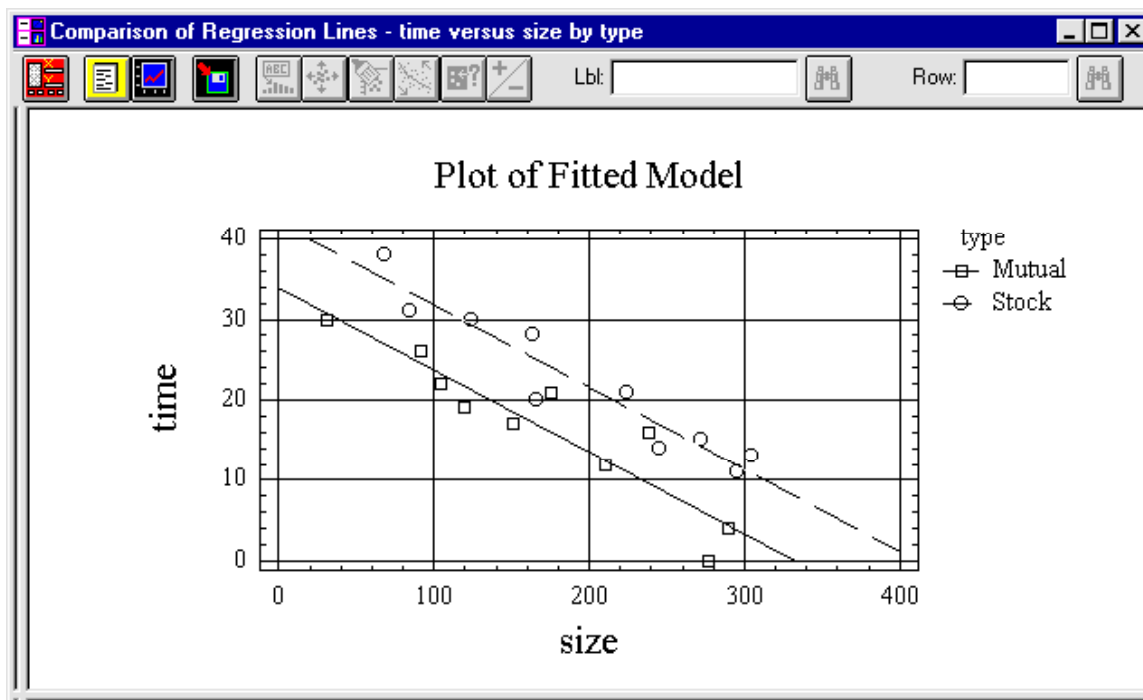 Comparison of Regression Lines - time versus size by type
ABC
Lbl:
Row:
Plot of Fitted Model
type
Mutual
Stock
time
40
30
20
10
0
0 100 200 300 400
size